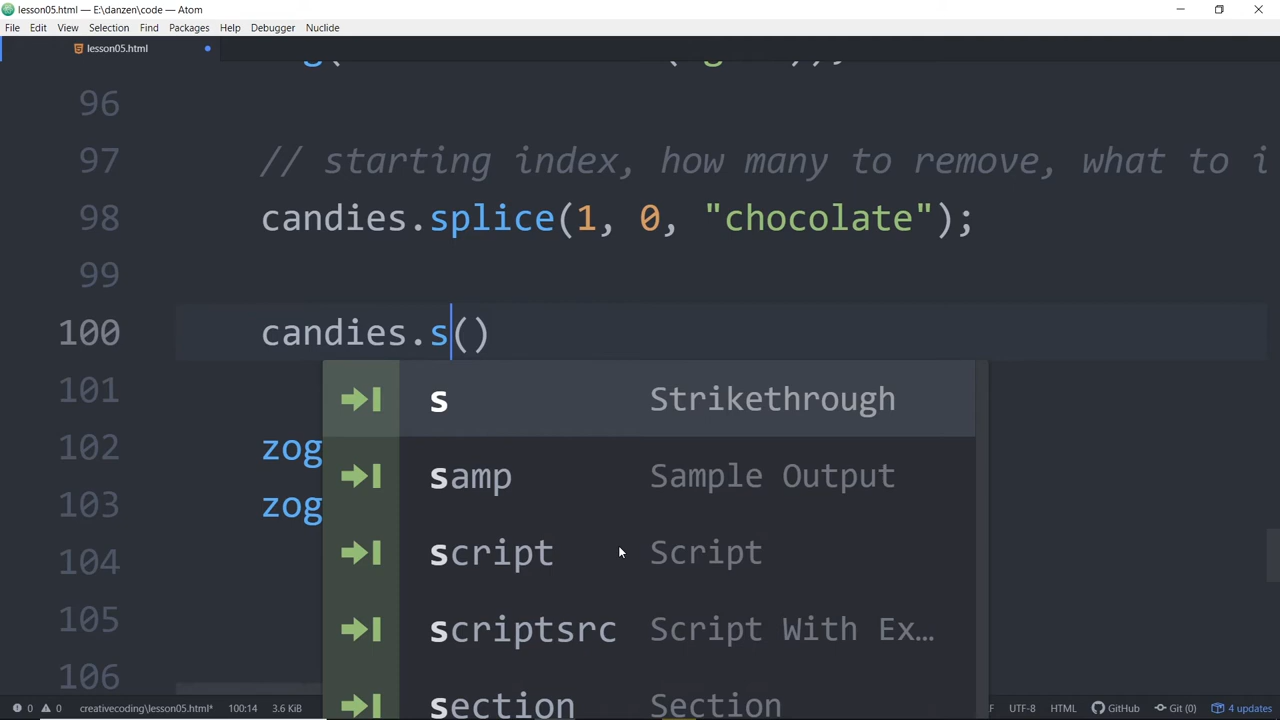 lesson05.html — E:\danzen\code — Atom
File Edit View Selection Find Packages Help Debugger Nuclide
lesson05.html
96
97 // starting index, how many to remove, what to i
98 candies.splice(1, 0, "chocolate");
99
100 candies.s()
s Strikethrough
101
samp Sample Output
102 zog
103 zog
script Script
104
scriptsrc Script With Ex…
105
section Section
106
0 0 creativecoding\lesson05.html* 100:14 3.6 KiB UTF-8 HTML GitHub Git (0) 4 updates